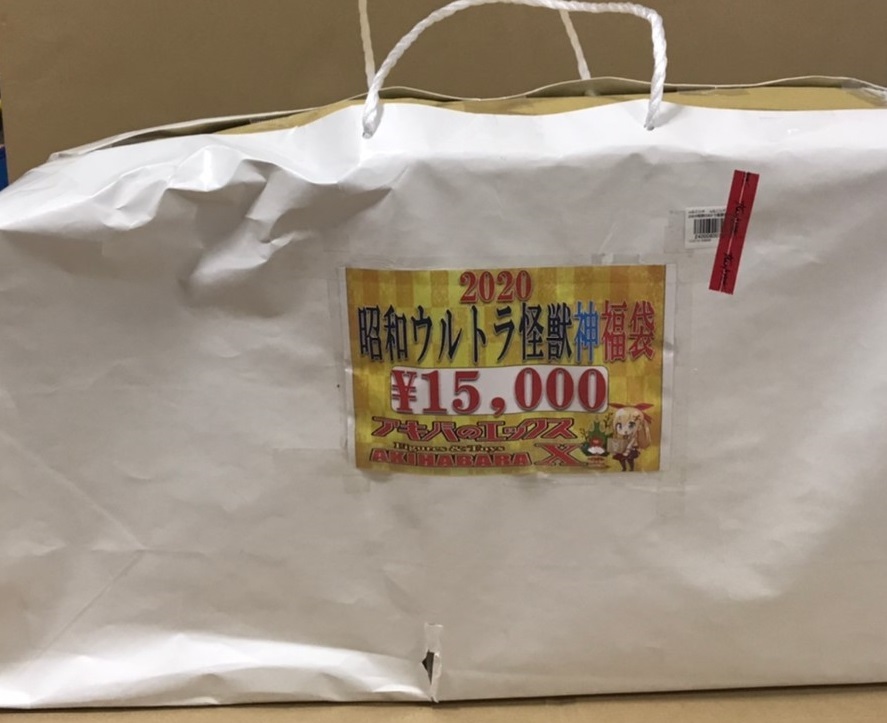 2020
昭和ウルトラ怪獣神福袋
¥15,000
アキバのエックス
Figures & Toys
AKIHABARA X